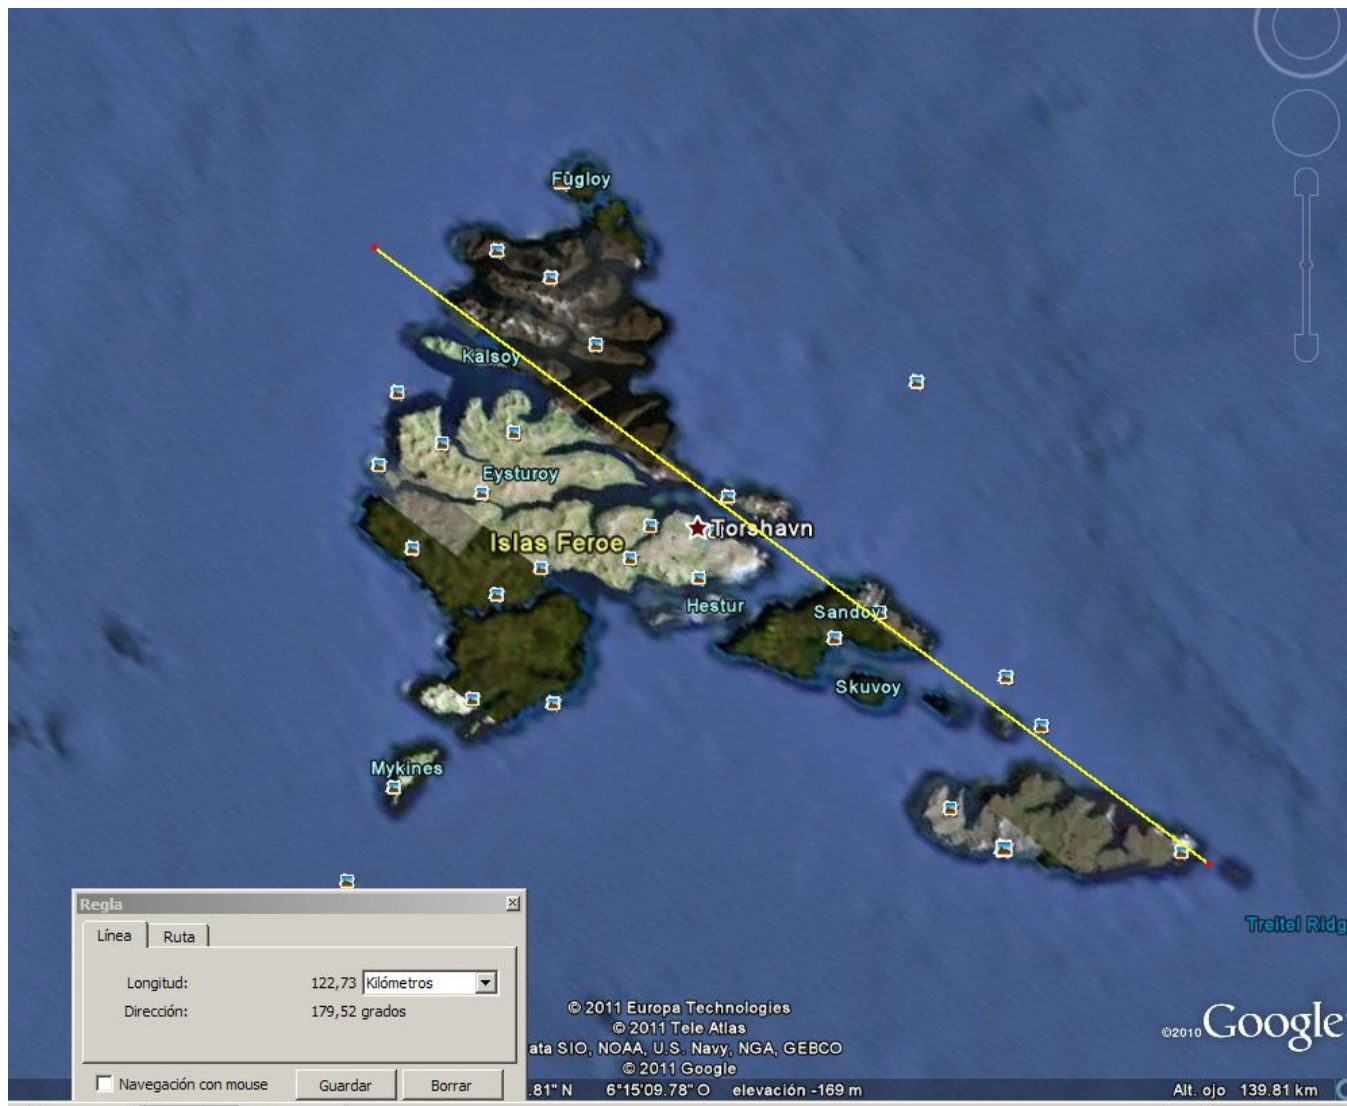 Fugloy
Kalsoy
Eysturoy
Torshavn
Islas Feroe
Hestur
Sandoy
Skuvoy
Mykines
Treitel Ridg
Regla
Línea
Ruta
Longitud:
122,73 Kilómetros
Dirección:
179,52 grados
Navegación con mouse
Guardar
Borrar
© 2011 Europa Technologies
© 2011 Tele Atlas
ata SIO, NOAA, U.S. Navy, NGA, GEBCO
© 2011 Google
©2010 Google
.81" N 6°15'09.78" O elevación -169 m
Alt. ojo 139.81 km